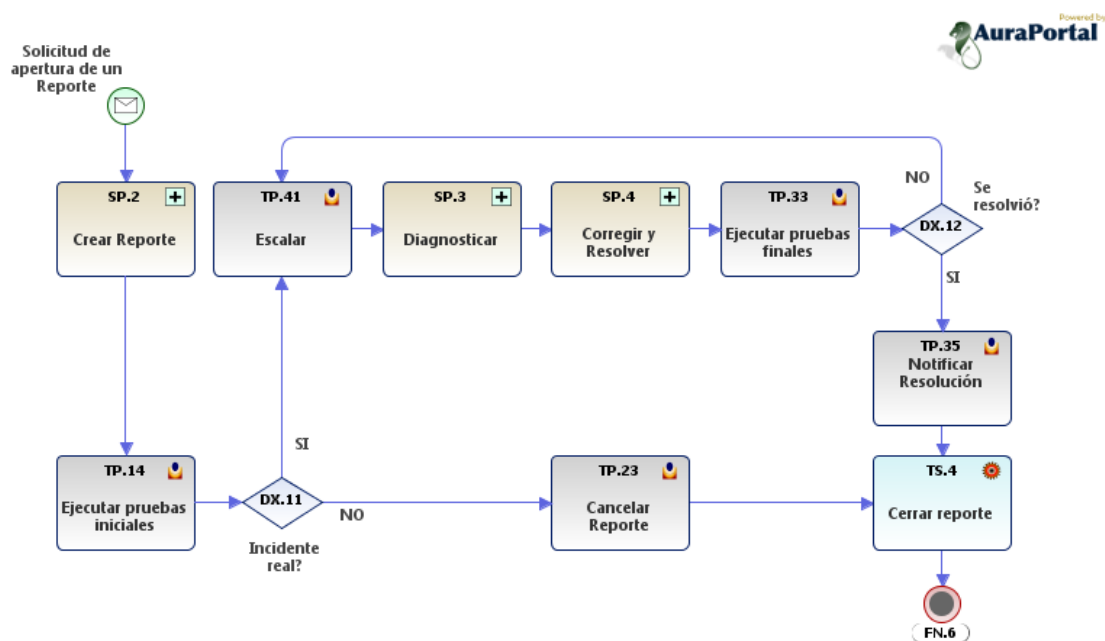 Powered by
AuraPortal
Solicitud de
apertura de un
Reporte
SP.2
Crear Reporte
TP.41
Escalar
SP.3
Diagnosticar
SP.4
Corregir y
Resolver
TP.33
Ejecutar pruebas
finales
NO
Se
resolvió?
DX.12
SI
TP.35
Notificar
Resolución
SI
TP.14
Ejecutar pruebas
iniciales
DX.11
NO
Incidente
real?
TP.23
Cancelar
Reporte
TS.4
Cerrar reporte
FN.6